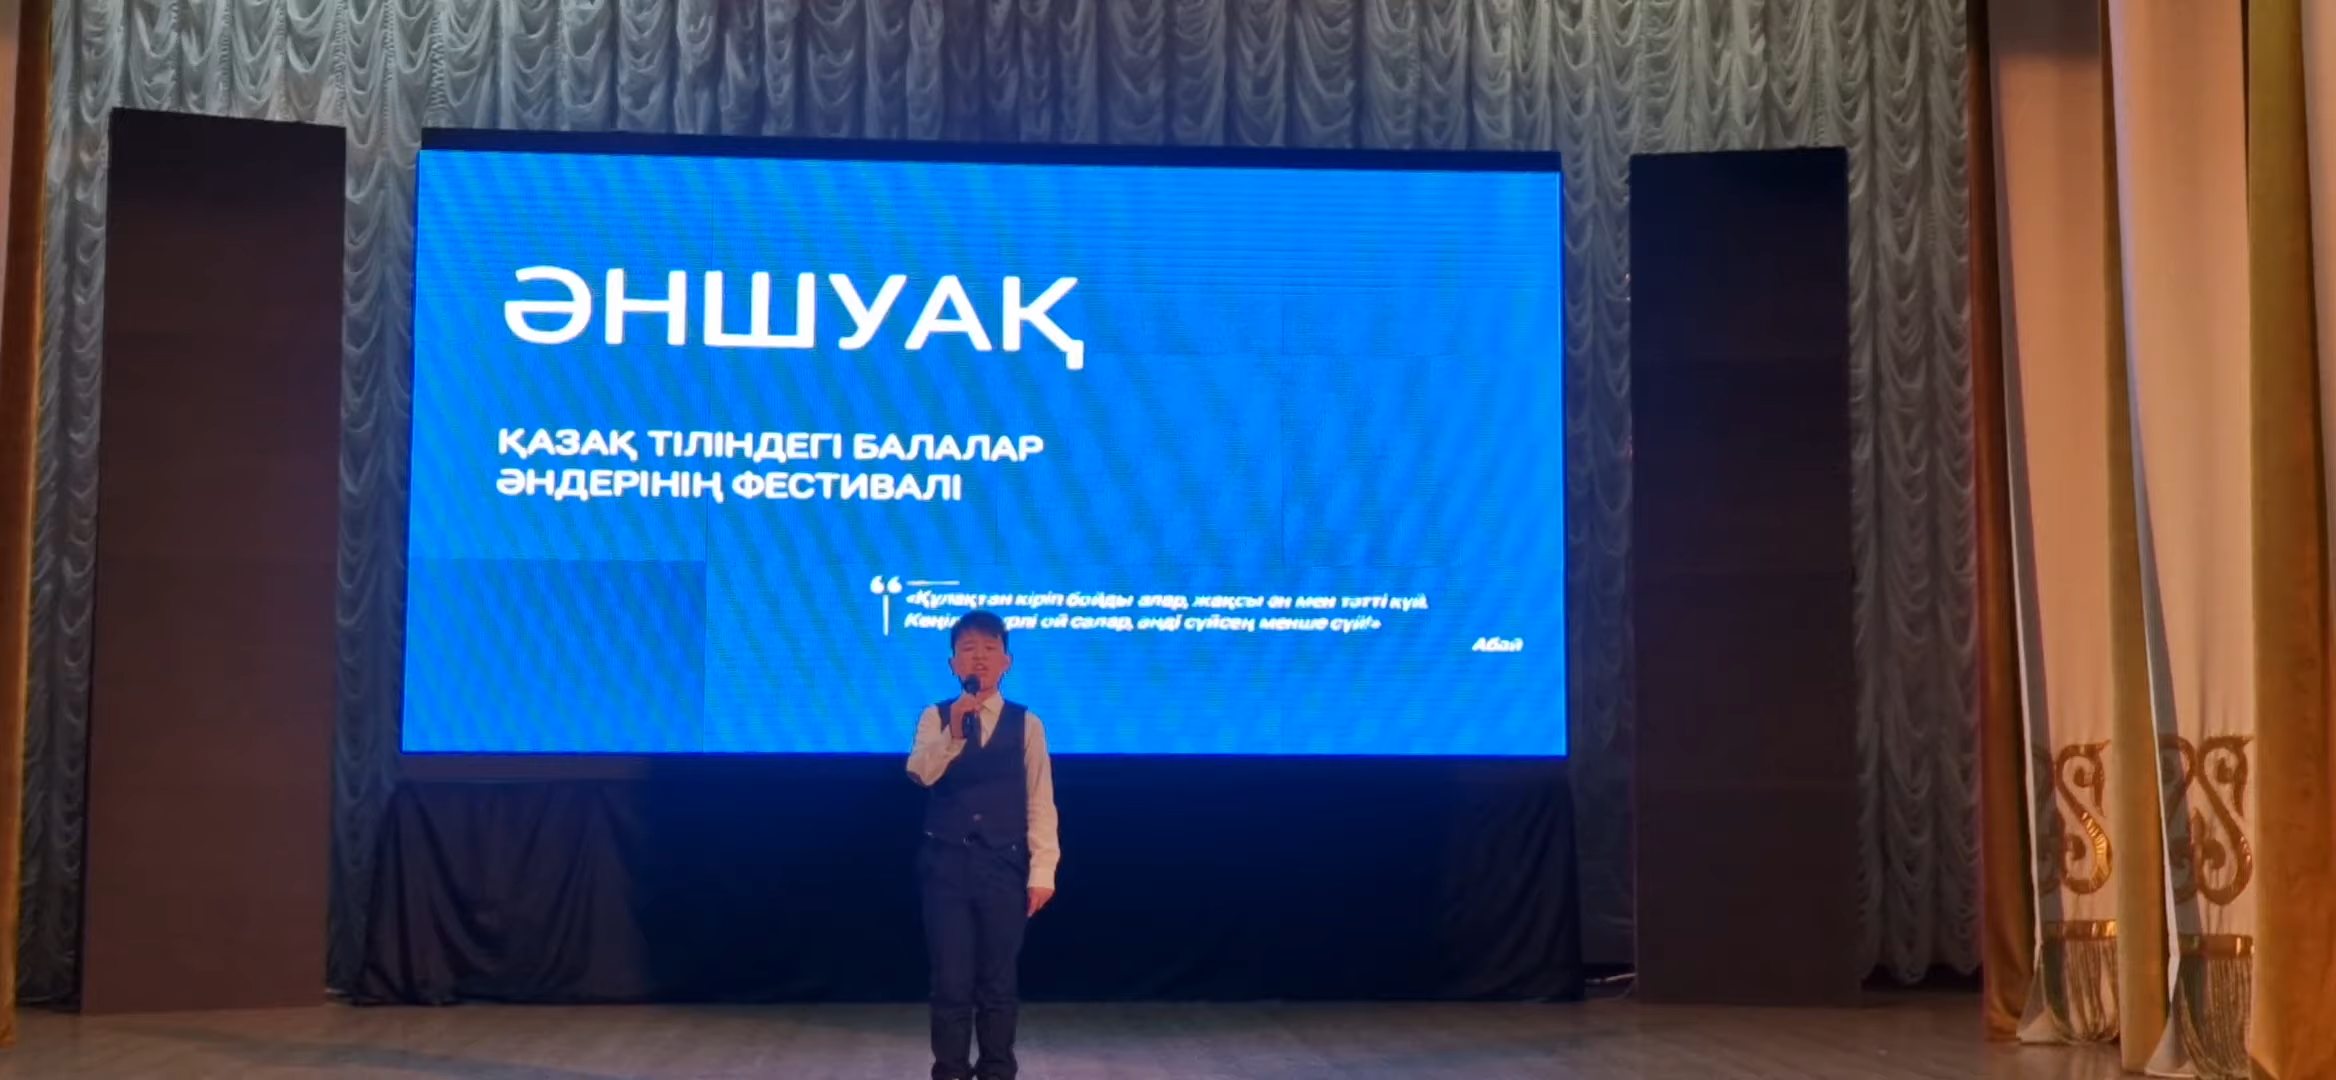 ӘНШУАҚ
ҚАЗАҚ ТІЛІНДЕГІ БАЛАЛАР
ӘНДЕРІНІҢ ФЕСТИВАЛІ
«Құлақтан кіріп бойды алар, жақсы ән мен тәтті күй.
ой салар, әнді сүйсең менше сүй!»
Абай